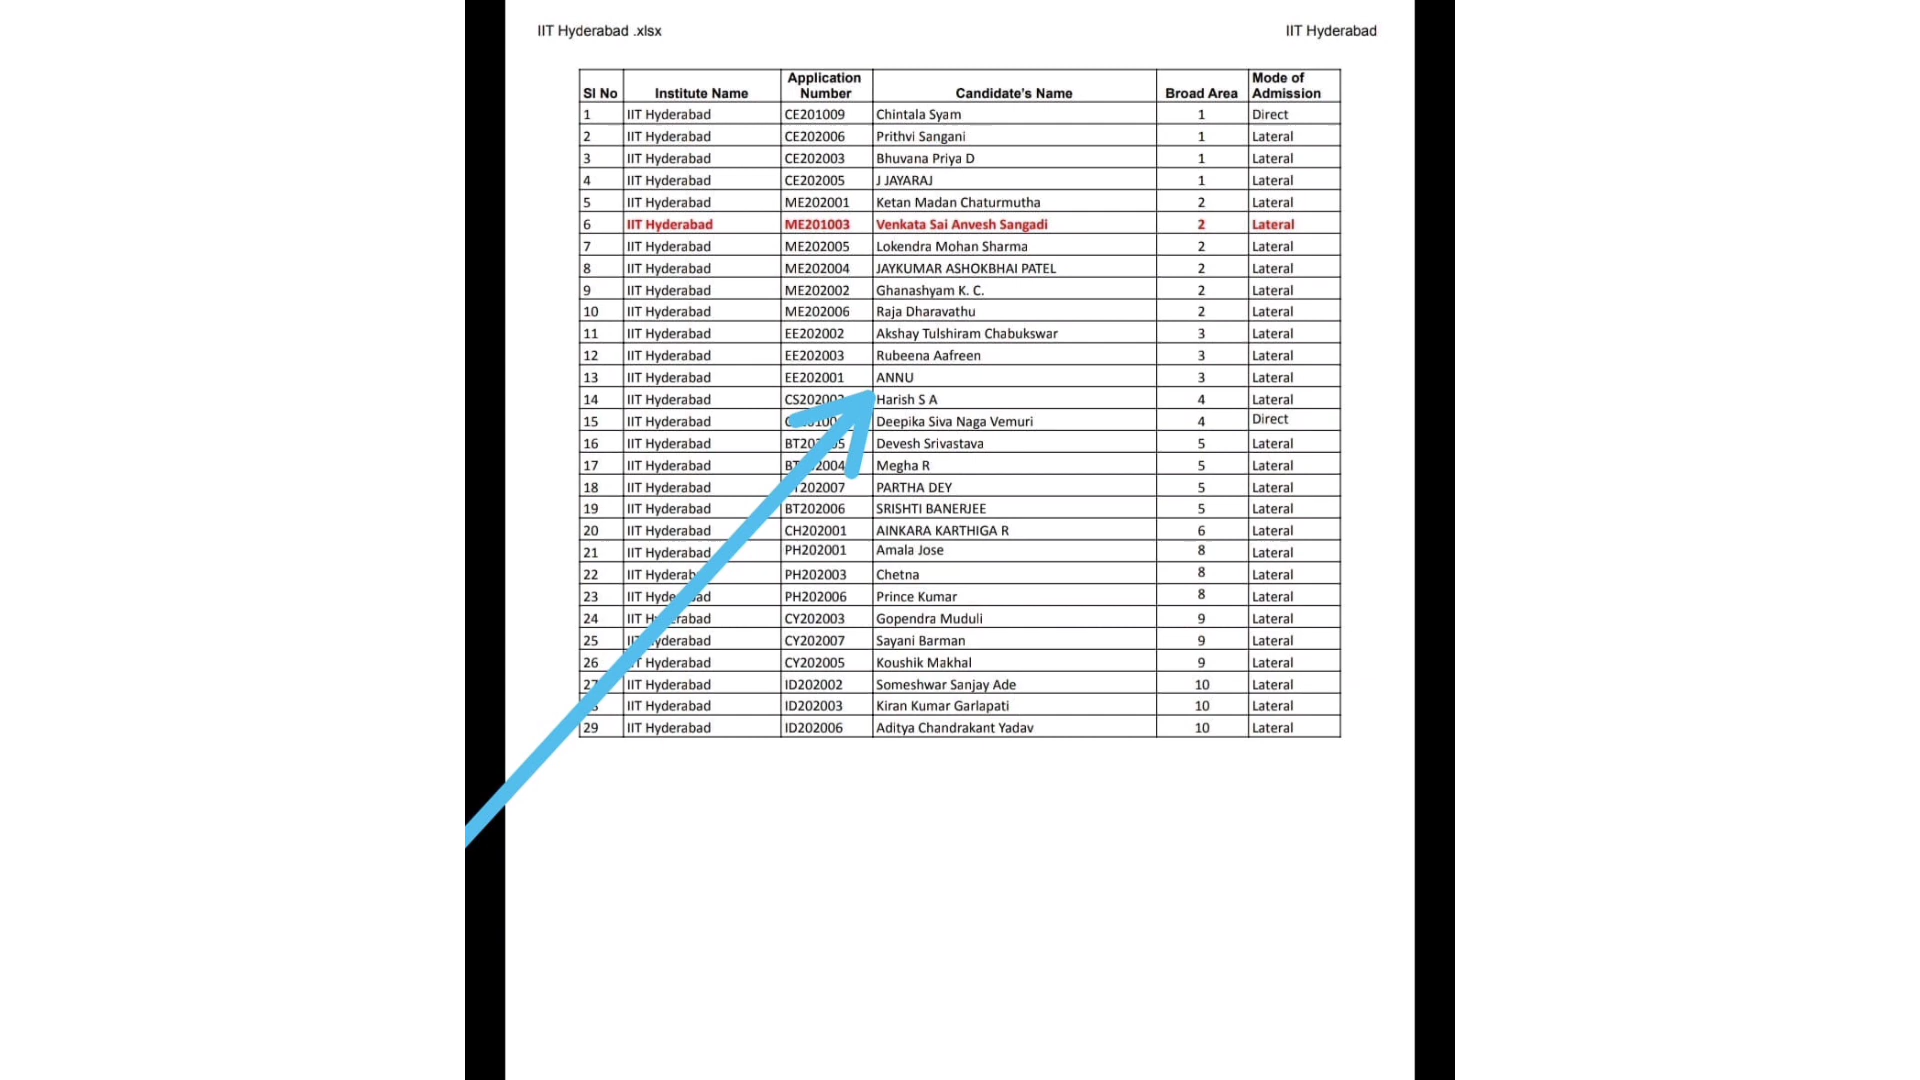 IIT Hyderabad .xlsx IIT Hyderabad
Sl No Institute Name Application Number Candidate's Name Broad Area Mode of Admission
1 IIT Hyderabad CE201009 Chintala Syam 1 Direct
2 IIT Hyderabad CE202006 Prithvi Sangani 1 Lateral
3 IIT Hyderabad CE202003 Bhuvana Priya D 1 Lateral
4 IIT Hyderabad CE202005 J JAYARAJ 1 Lateral
5 IIT Hyderabad ME202001 Ketan Madan Chaturmutha 2 Lateral
6 IIT Hyderabad ME201003 Venkata Sai Anvesh Sangadi 2 Lateral
7 IIT Hyderabad ME202005 Lokendra Mohan Sharma 2 Lateral
8 IIT Hyderabad ME202004 JAYKUMAR ASHOKBHAI PATEL 2 Lateral
9 IIT Hyderabad ME202002 Ghanashyam K. C. 2 Lateral
10 IIT Hyderabad ME202006 Raja Dharavathu 2 Lateral
11 IIT Hyderabad EE202002 Akshay Tulshiram Chabukswar 3 Lateral
12 IIT Hyderabad EE202003 Rubeena Aafreen 3 Lateral
13 IIT Hyderabad EE202001 ANNU 3 Lateral
14 IIT Hyderabad Harish S A 4 Lateral
15 IIT Hyderabad Deepika Siva Naga Vemuri 4 Direct
16 IIT Hyderabad Devesh Srivastava 5 Lateral
17 IIT Hyderabad Megha R 5 Lateral
18 IIT Hyderabad PARTHA DEY 5 Lateral
19 IIT Hyderabad BT202006 SRISHTI BANERJEE 5 Lateral
20 IIT Hyderabad CH202001 AINKARA KARTHIGA R 6 Lateral
21 IIT Hyderabad PH202001 Amala Jose 8 Lateral
22 IIT Hyderabad PH202003 Chetna 8 Lateral
23 IIT Hyderabad PH202006 Prince Kumar 8 Lateral
24 IIT Hyderabad CY202003 Gopendra Muduli 9 Lateral
25 IIT Hyderabad CY202007 Sayani Barman 9 Lateral
26 IIT Hyderabad CY202005 Koushik Makhal 9 Lateral
27 IIT Hyderabad ID202002 Someshwar Sanjay Ade 10 Lateral
IIT Hyderabad ID202003 Kiran Kumar Garlapati 10 Lateral
29 IIT Hyderabad ID202006 Aditya Chandrakant Yadav 10 Lateral